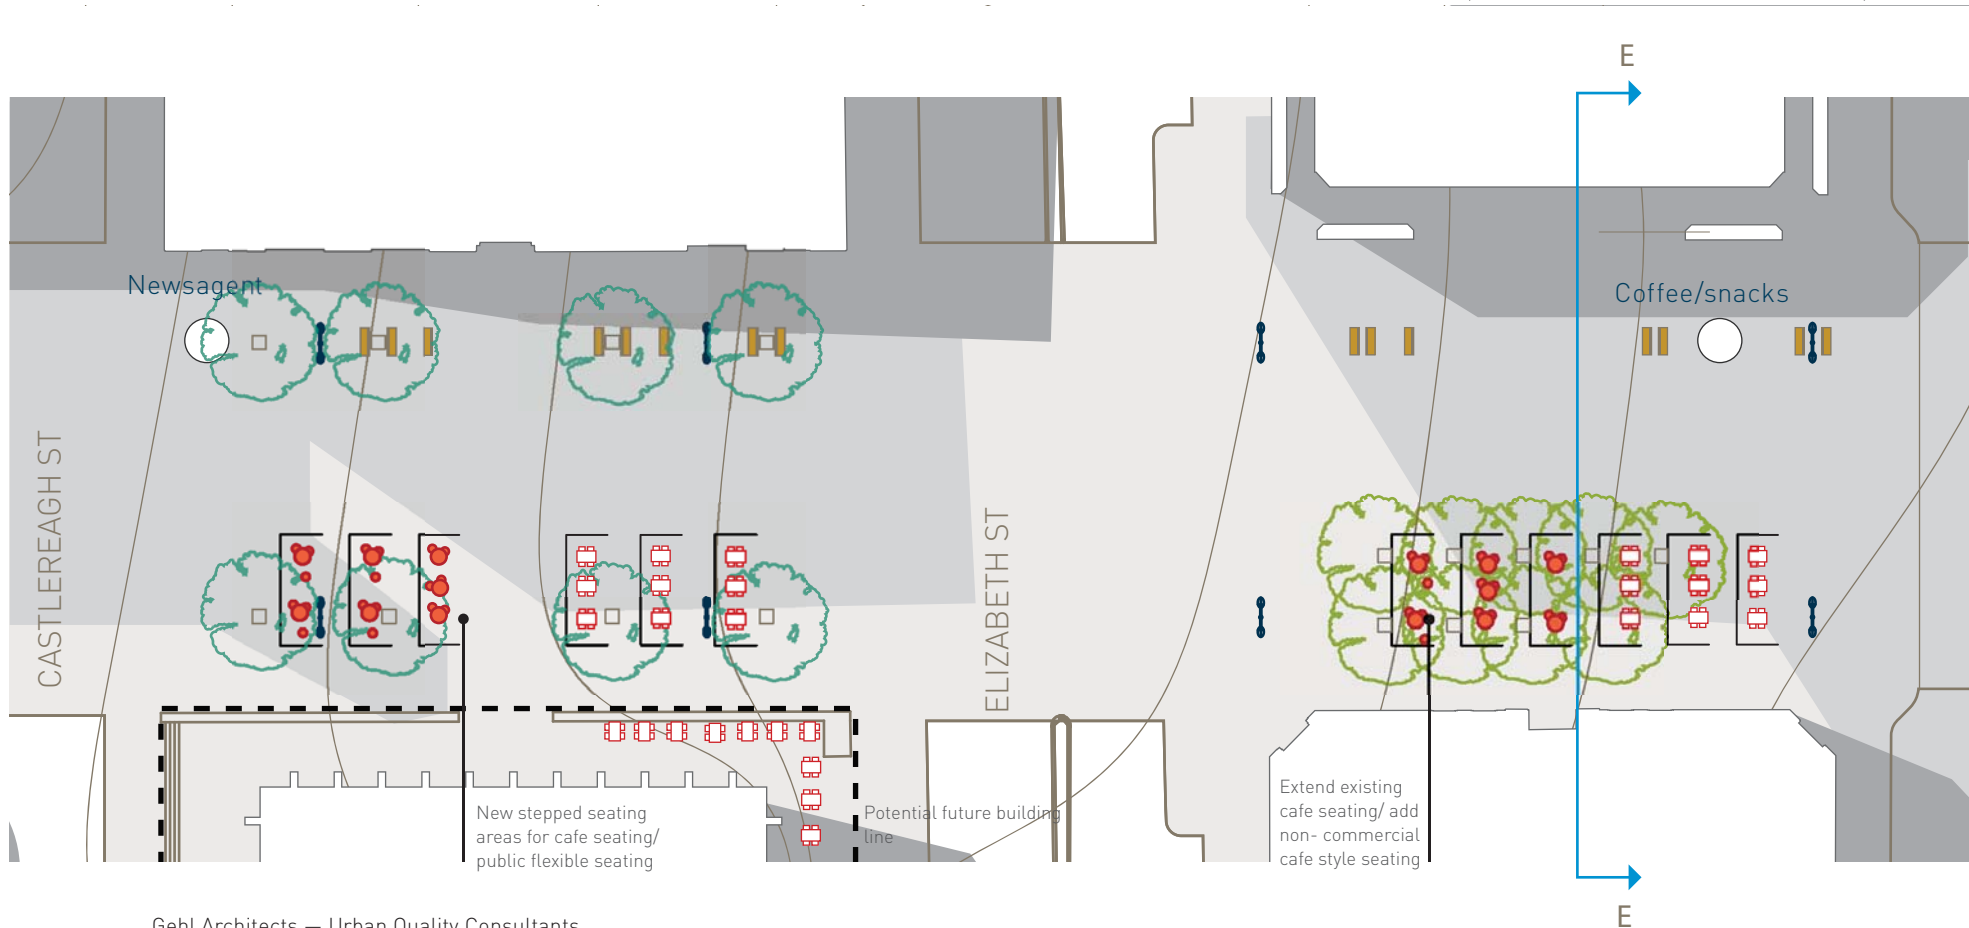 E
Newsagent
Coffee/snacks
CASTLEREAGH ST
ELIZABETH ST
New stepped seating
areas for cafe seating/
public flexible seating
Potential future building
line
Extend existing
cafe seating/ add
non- commercial
cafe style seating
E
Gehl Architects — Urban Quality Consultants